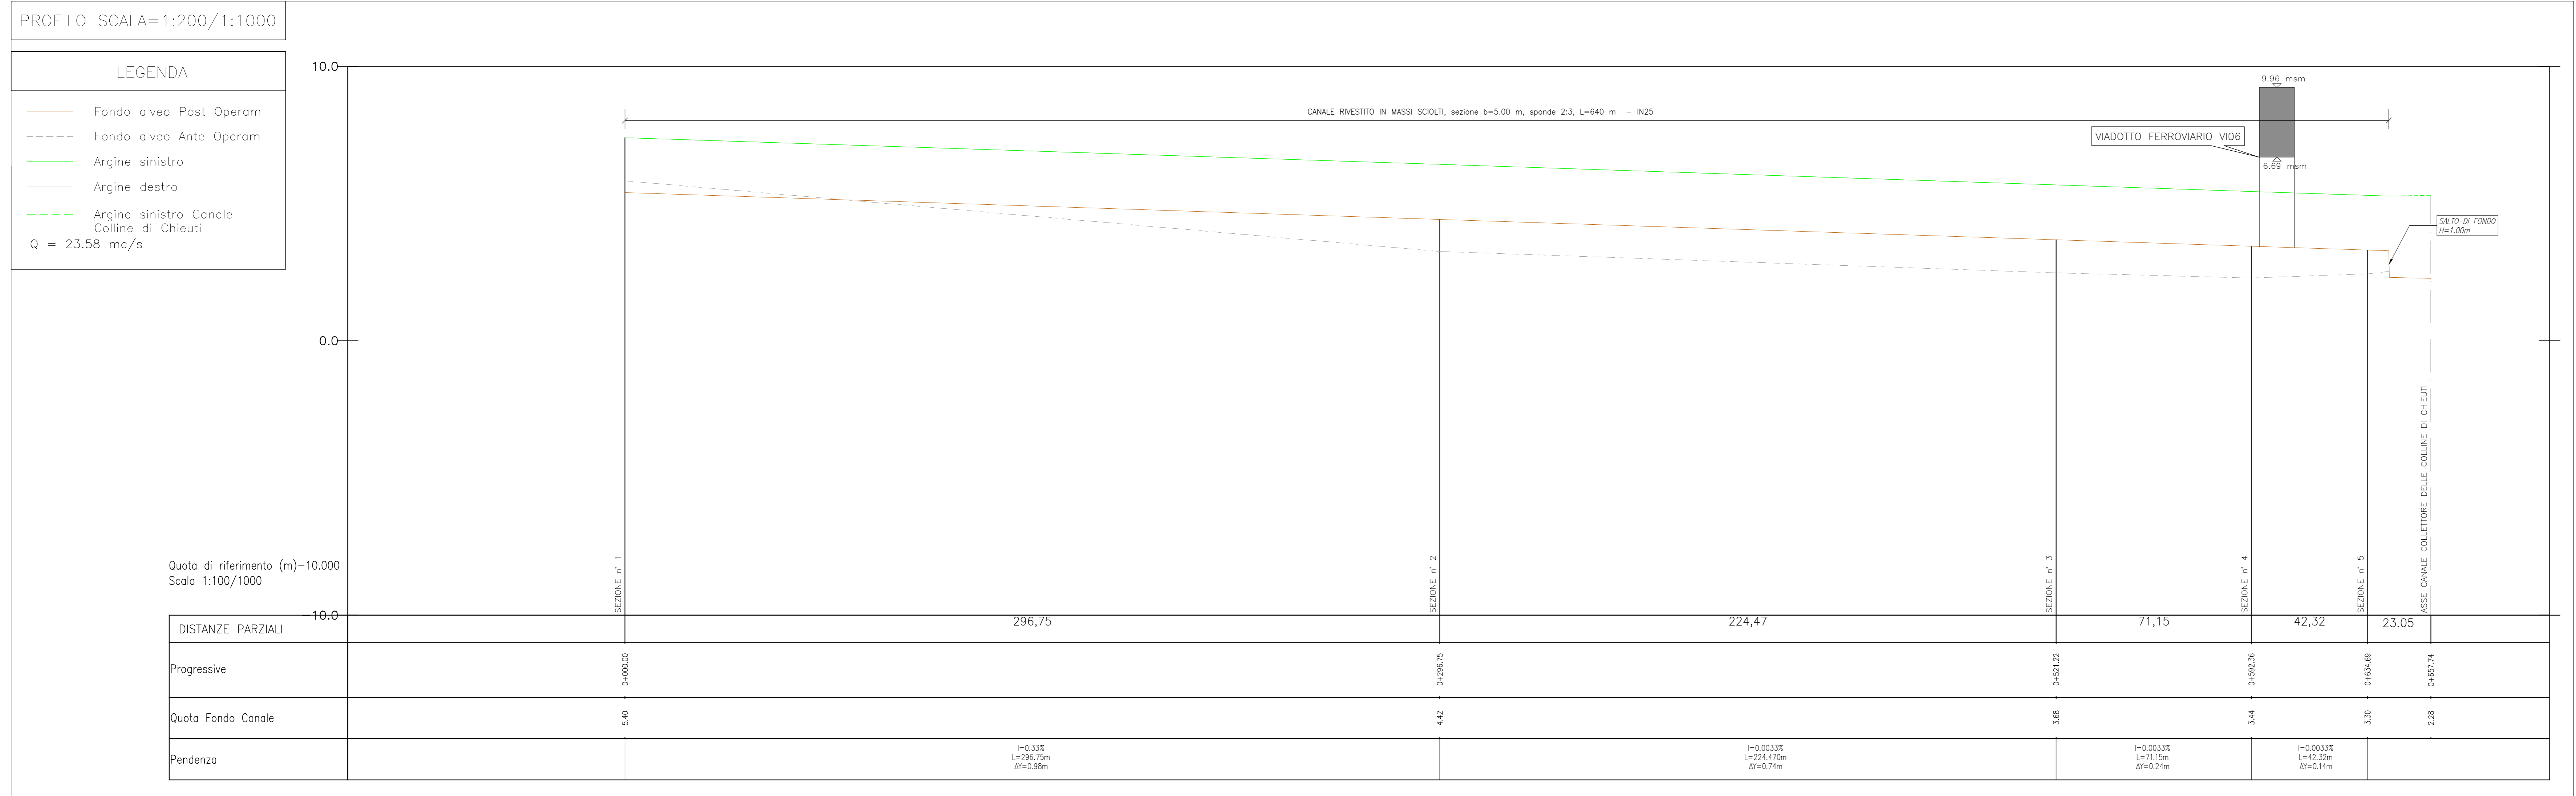 PROFILO SCALA=1:200/1:1000
LEGENDA
Fondo alveo Post Operam
Fondo alveo Ante Operam
Argine sinistro
Argine destro
Argine sinistro Canale
Colline di Chieuti
Q = 23.58 mc/s
10.0
0.0
-10.0
CANALE RIVESTITO IN MASSI SCIOLTI, sezione b=5.00 m, sponde 2:3, L=640 m - IN25
9.96 msm
VIADOTTO FERROVIARIO VI06
6.69 msm
SALTO DI FONDO
H=1.00m
Quota di riferimento (m)-10.000
Scala 1:100/1000
SEZIONE n° 1
SEZIONE n° 2
SEZIONE n° 3
SEZIONE n° 4
SEZIONE n° 5
ASSE CANALE COLLETTORE DELLE COLLINE DI CHIEUTI
DISTANZE PARZIALI
296,75
224,47
71,15
42,32
23.05
Progressive
0+000.00
0+296.75
0+521.22
0+592.36
0+634.69
0+657.74
Quota Fondo Canale
5.40
4.42
3.68
3.44
3.30
2.28
Pendenza
I=0.33%
L=296.75m
ΔY=0.98m
I=0.0033%
L=224.470m
ΔY=0.74m
I=0.0033%
L=71.15m
ΔY=0.24m
I=0.0033%
L=42.32m
ΔY=0.14m